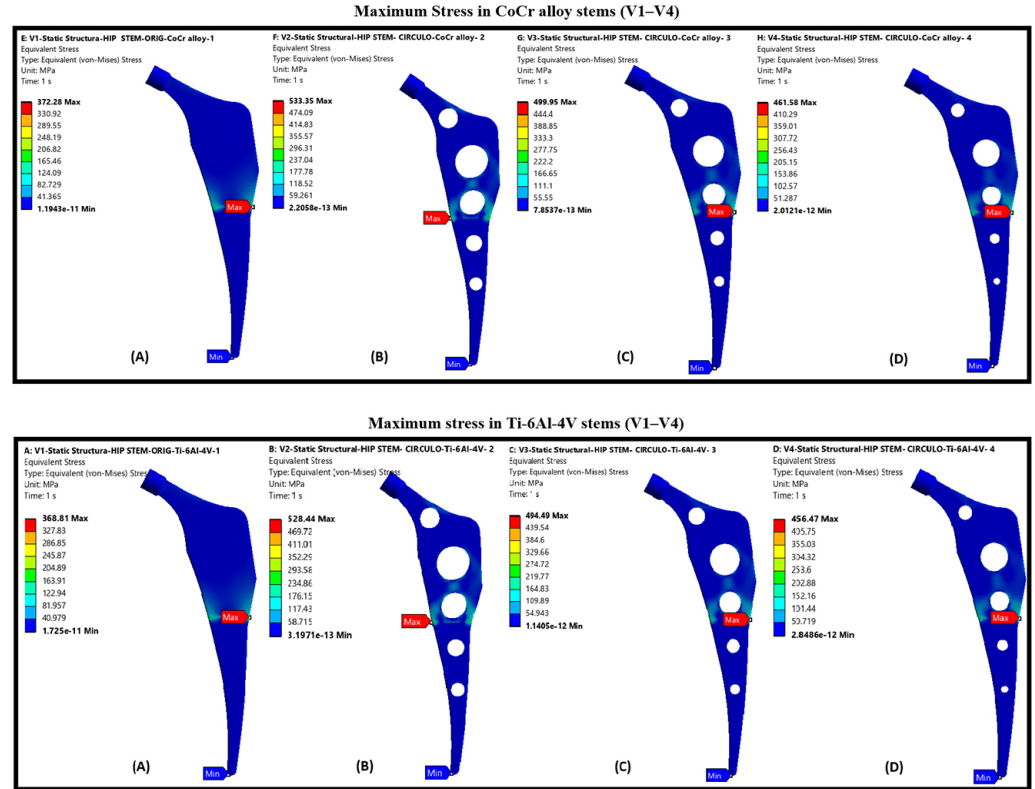 Maximum Stress in CoCr alloy stems (V1–V4)
E: V1-Static Structura-HIP STEM-ORIG-CoCr alloy-1
Equivalent Stress
Type: Equivalent (von-Mises) Stress
Unit: MPa
Time: 1 s
372.28 Max
330.92
289.55
248.19
206.82
165.46
124.09
82.729
41.365
1.1943e-11 Min
Max
Min
(A)
F: V2-Static Structural-HIP STEM- CIRCULO-CoCr alloy- 2
Equivalent Stress
Type: Equivalent (von-Mises) Stress
Unit: MPa
Time: 1 s
533.35 Max
474.09
414.83
355.57
296.31
237.04
177.78
118.52
59.261
2.2058e-13 Min
Max
Min
(B)
G: V3-Static Structural-HIP STEM- CIRCULO-CoCr alloy- 3
Equivalent Stress
Type: Equivalent (von-Mises) Stress
Unit: MPa
Time: 1 s
499.95 Max
444.4
388.85
333.3
277.75
222.2
166.65
111.1
55.55
7.8537e-13 Min
Max
Min
(C)
H: V4-Static Structural-HIP STEM- CIRCULO-CoCr alloy- 4
Equivalent Stress
Type: Equivalent (von-Mises) Stress
Unit: MPa
Time: 1 s
461.58 Max
410.29
359.01
307.72
256.43
205.15
153.86
102.57
51.287
2.0121e-12 Min
Max
Min
(D)
Maximum stress in Ti-6Al-4V stems (V1–V4)
A: V1-Static Structura-HIP STEM-ORIG-Ti-6Al-4V-1
Equivalent Stress
Type: Equivalent (von-Mises) Stress
Unit: MPa
Time: 1 s
368.81 Max
327.83
286.85
245.87
204.89
163.91
122.94
81.957
40.979
1.725e-11 Min
Max
Min
(A)
B: V2-Static Structural-HIP STEM- CIRCULO-Ti-6Al-4V- 2
Equivalent Stress
Type: Equivalent (von-Mises) Stress
Unit: MPa
Time: 1 s
528.44 Max
469.72
411.01
352.29
293.58
234.86
176.15
117.43
58.715
3.1971e-13 Min
Max
Min
(B)
C: V3-Static Structural-HIP STEM- CIRCULO-Ti-6Al-4V- 3
Equivalent Stress
Type: Equivalent (von-Mises) Stress
Unit: MPa
Time: 1 s
494.49 Max
439.54
384.6
329.66
274.72
219.77
164.83
109.89
54.943
1.1405e-12 Min
Max
Min
(C)
D: V4-Static Structural-HIP STEM- CIRCULO-Ti-6Al-4V- 4
Equivalent Stress
Type: Equivalent (von-Mises) Stress
Unit: MPa
Time: 1 s
456.47 Max
405.75
355.03
304.32
253.6
202.88
152.16
101.44
50.719
2.8486e-12 Min
Max
Min
(D)